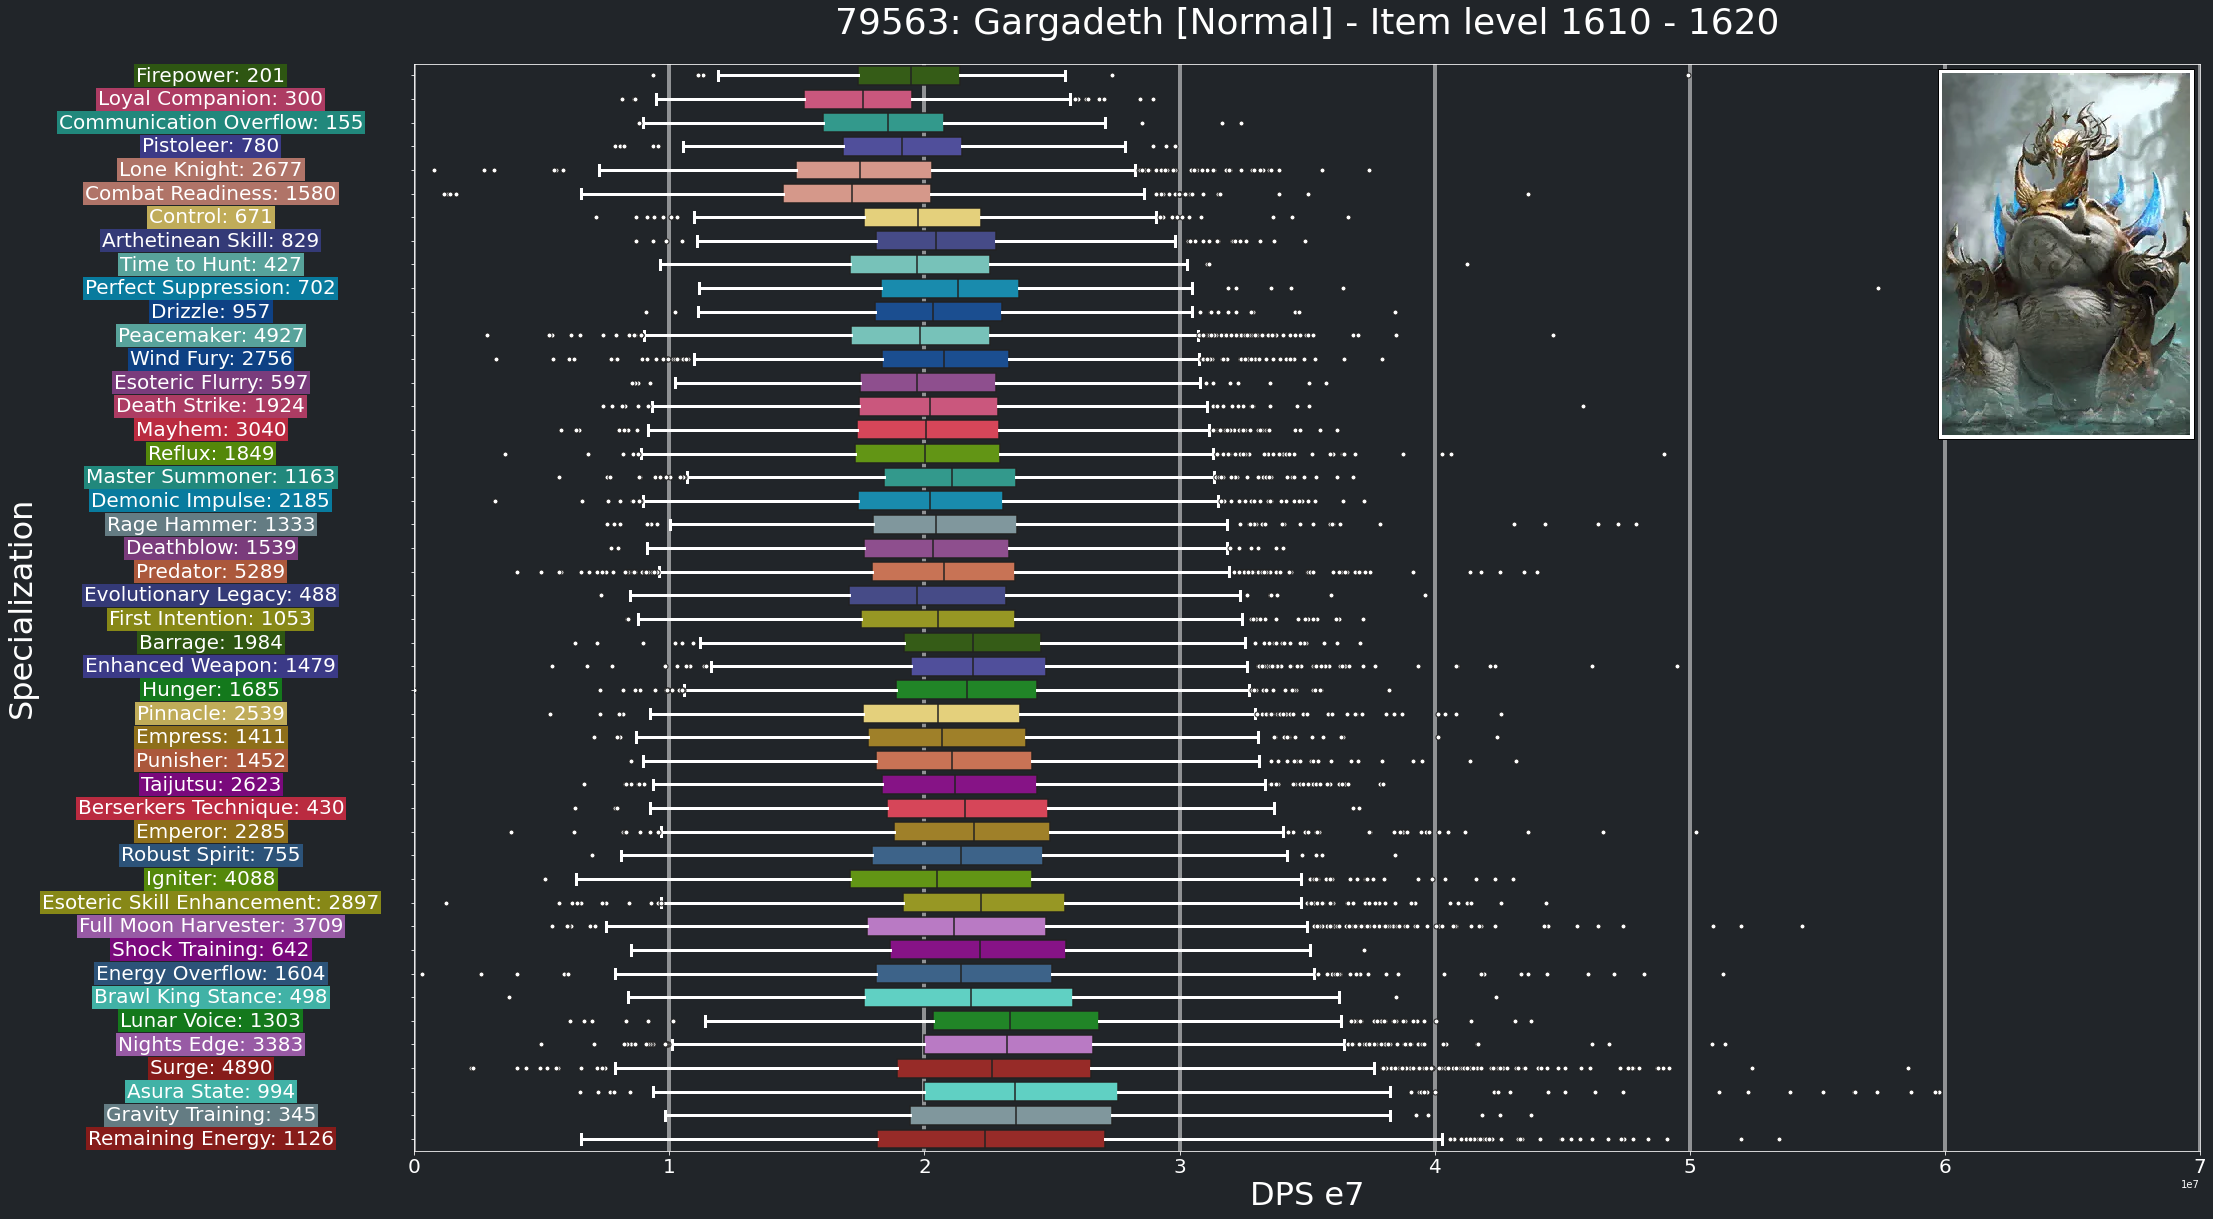 79563: Gargadeth [Normal] - Item level 1610 - 1620
Specialization
Firepower: 201
Loyal Companion: 300
Communication Overflow: 155
Pistoleer: 780
Lone Knight: 2677
Combat Readiness: 1580
Control: 671
Arthetinean Skill: 829
Time to Hunt: 427
Perfect Suppression: 702
Drizzle: 957
Peacemaker: 4927
Wind Fury: 2756
Esoteric Flurry: 597
Death Strike: 1924
Mayhem: 3040
Reflux: 1849
Master Summoner: 1163
Demonic Impulse: 2185
Rage Hammer: 1333
Deathblow: 1539
Predator: 5289
Evolutionary Legacy: 488
First Intention: 1053
Barrage: 1984
Enhanced Weapon: 1479
Hunger: 1685
Pinnacle: 2539
Empress: 1411
Punisher: 1452
Taijutsu: 2623
Berserkers Technique: 430
Emperor: 2285
Robust Spirit: 755
Igniter: 4088
Esoteric Skill Enhancement: 2897
Full Moon Harvester: 3709
Shock Training: 642
Energy Overflow: 1604
Brawl King Stance: 498
Lunar Voice: 1303
Nights Edge: 3383
Surge: 4890
Asura State: 994
Gravity Training: 345
Remaining Energy: 1126
0 1 2 3 4 5 6 7
1e7
DPS e7